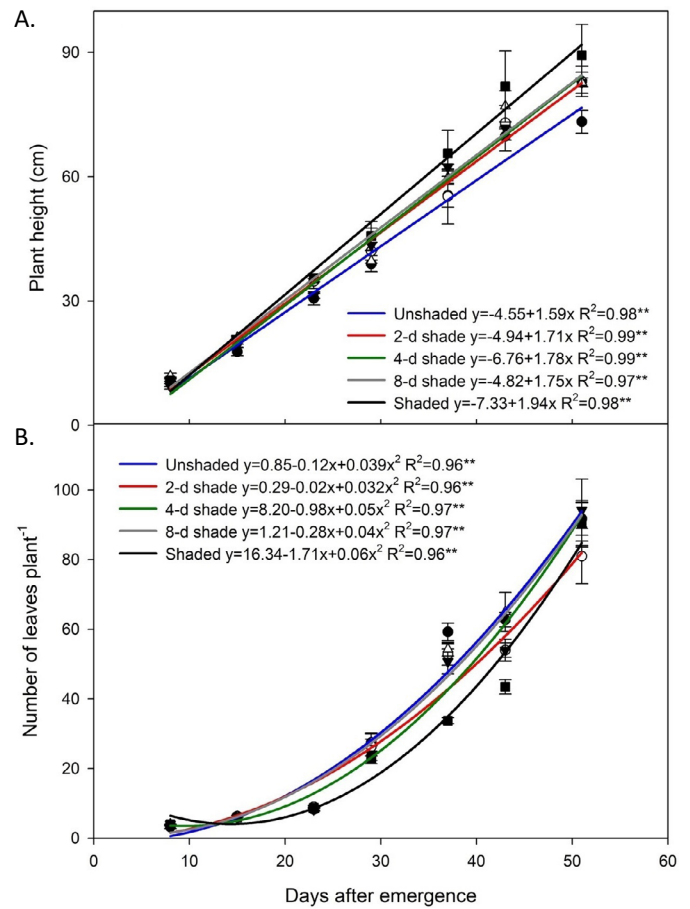 A.
90
60
30
0
Plant height (cm)
Unshaded y=-4.55+1.59x R²=0.98**
2-d shade y=-4.94+1.71x R²=0.99**
4-d shade y=-6.76+1.78x R²=0.99**
8-d shade y=-4.82+1.75x R²=0.97**
Shaded y=-7.33+1.94x R²=0.98**
B.
Unshaded y=0.85-0.12x+0.039x² R²=0.96**
2-d shade y=0.29-0.02x+0.032x² R²=0.96**
4-d shade y=8.20-0.98x+0.05x² R²=0.97**
8-d shade y=1.21-0.28x+0.04x² R²=0.97**
Shaded y=16.34-1.71x+0.06x² R²=0.96**
100
80
60
40
20
0
Number of leaves plant⁻¹
0 10 20 30 40 50 60
Days after emergence